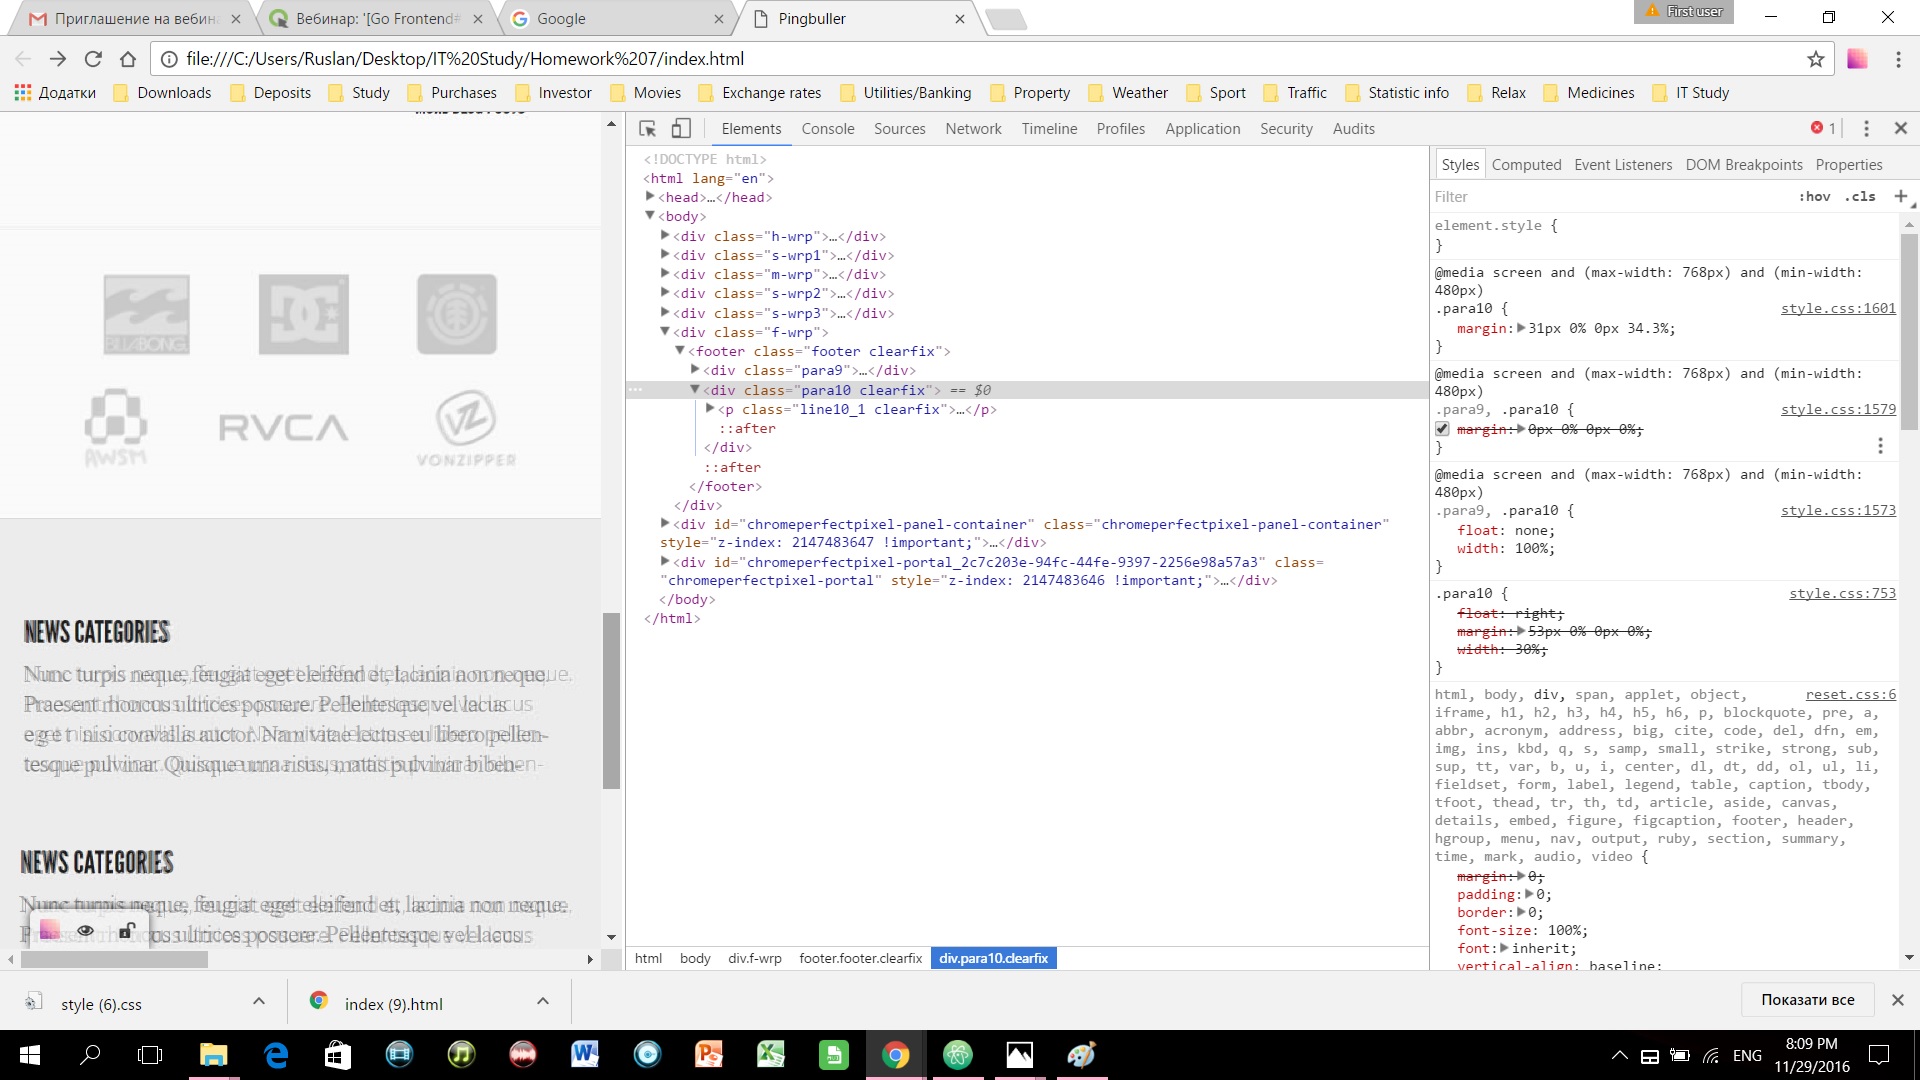 Приглашение на вебина
Вебинар: '[Go Frontend#
Google
Pingbuller
First user
file:///C:/Users/Ruslan/Desktop/IT%20Study/Homework%207/index.html
Додатки Downloads Deposits Study Purchases Investor Movies Exchange rates Utilities/Banking Property Weather Sport Traffic Statistic info Relax Medicines IT Study
BILLABONG
DC
AWSM
RVCA
VZ
VONZIPPER
NEWS CATEGORIES
Nunc turpis neque, feugiat eget eleifend et, lacinia non neque.
Praesent rhoncus ultrices posuere. Pellentesque vel lacus
eget nisi convallis auctor. Nam vitae lectus eu libero pellen-
tesque pulvinar. Quisque urna risus, mattis pulvinar biben-
NEWS CATEGORIES
Nunc turpis neque, feugiat eget eleifend et, lacinia non neque.
ultrices posuere. Pellentesque vel lacus
Elements Console Sources Network Timeline Profiles Application Security Audits 1
<!DOCTYPE html>
<html lang="en">
<head>…</head>
<body>
<div class="h-wrp">…</div>
<div class="s-wrp1">…</div>
<div class="m-wrp">…</div>
<div class="s-wrp2">…</div>
<div class="s-wrp3">…</div>
<div class="f-wrp">
<footer class="footer clearfix">
<div class="para9">…</div>
<div class="para10 clearfix"> == $0
<p class="line10_1 clearfix">…</p>
::after
</div>
::after
</footer>
</div>
<div id="chromeperfectpixel-panel-container" class="chromeperfectpixel-panel-container"
style="z-index: 2147483647 !important;">…</div>
<div id="chromeperfectpixel-portal_2c7c203e-94fc-44fe-9397-2256e98a57a3" class=
"chromeperfectpixel-portal" style="z-index: 2147483646 !important;">…</div>
</body>
</html>
html body div.f-wrp footer.footer.clearfix div.para10.clearfix
Styles Computed Event Listeners DOM Breakpoints Properties
Filter :hov .cls +
element.style {
}
@media screen and (max-width: 768px) and (min-width:
480px)
.para10 { style.css:1601
margin: 31px 0% 0px 34.3%;
}
@media screen and (max-width: 768px) and (min-width:
480px)
.para9, .para10 { style.css:1579
margin: 0px 0% 0px 0%;
}
@media screen and (max-width: 768px) and (min-width:
480px)
.para9, .para10 { style.css:1573
float: none;
width: 100%;
}
.para10 { style.css:753
float: right;
margin: 53px 0% 0px 0%;
width: 30%;
}
html, body, div, span, applet, object, reset.css:6
iframe, h1, h2, h3, h4, h5, h6, p, blockquote, pre, a,
abbr, acronym, address, big, cite, code, del, dfn, em,
img, ins, kbd, q, s, samp, small, strike, strong, sub,
sup, tt, var, b, u, i, center, dl, dt, dd, ol, ul, li,
fieldset, form, label, legend, table, caption, tbody,
tfoot, thead, tr, th, td, article, aside, canvas,
details, embed, figure, figcaption, footer, header,
hgroup, menu, nav, output, ruby, section, summary,
time, mark, audio, video {
margin: 0;
padding: 0;
border: 0;
font-size: 100%;
font: inherit;
vertical-align: baseline;
style (6).css
index (9).html
Показати все
ENG
8:09 PM
11/29/2016